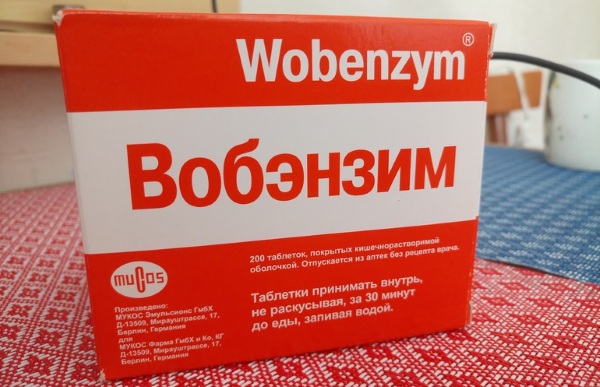 Wobenzym®
Вобэнзим
200 таблеток, покрытых кишечнорастворимой
оболочкой. Отпускается из аптек без рецепта врача.
mucos
Таблетки принимать внутрь,
не раскусывая, за 30 минут
до еды, запивая водой.
Произведено:
МУКОС Эмульсионс ГмбХ
Д-13509, Мираустрассе, 17,
Берлин, Германия
для
МУКОС Фарма ГмбХ и Ко, КГ
Д-13509, Мираустрассе, 17,
Берлин, Германия